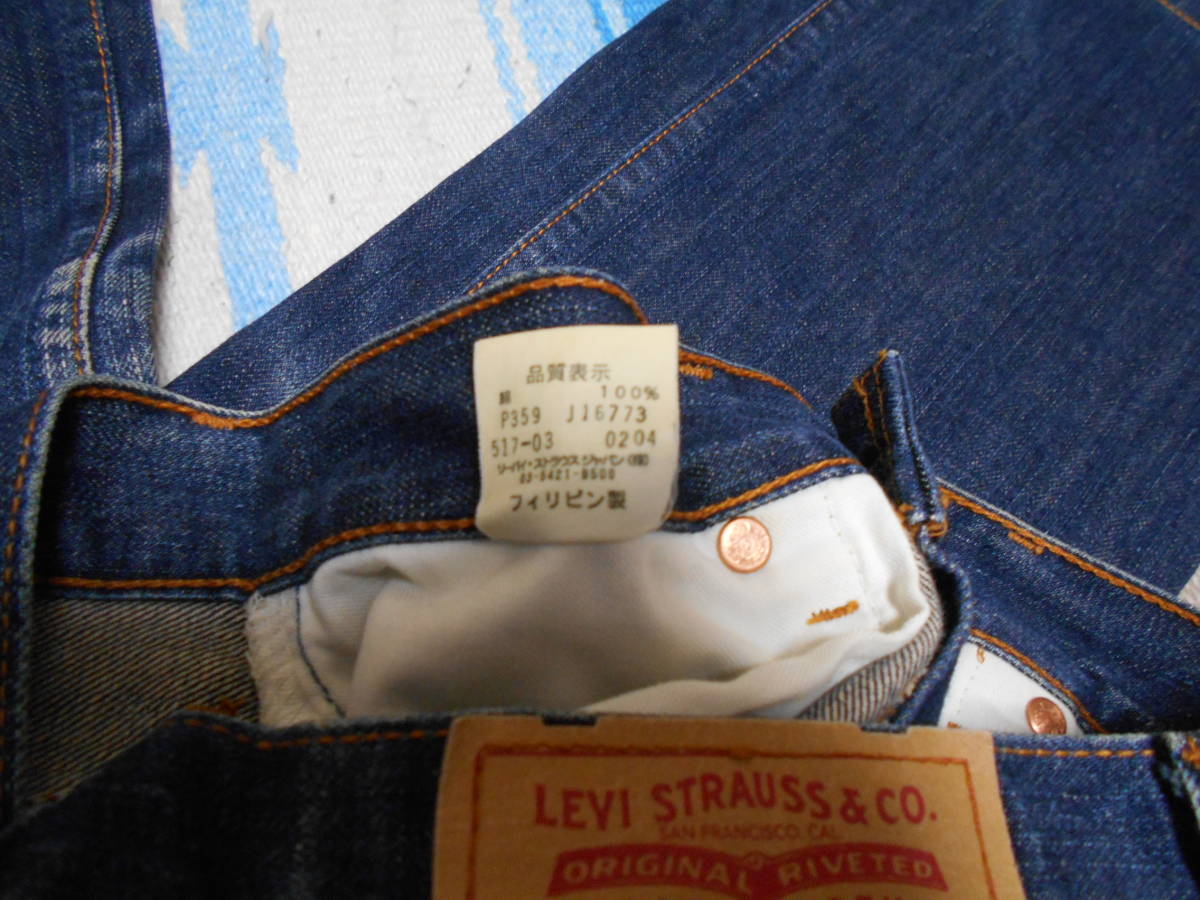 品質表示
綿 100%
P359 J16773
517-03 0204
リーバイ・ストラウス ジャパン(株)
03-5421-8500
フィリピン製
LEVI STRAUSS & CO.
SAN FRANCISCO, CAL.
ORIGINAL RIVETED